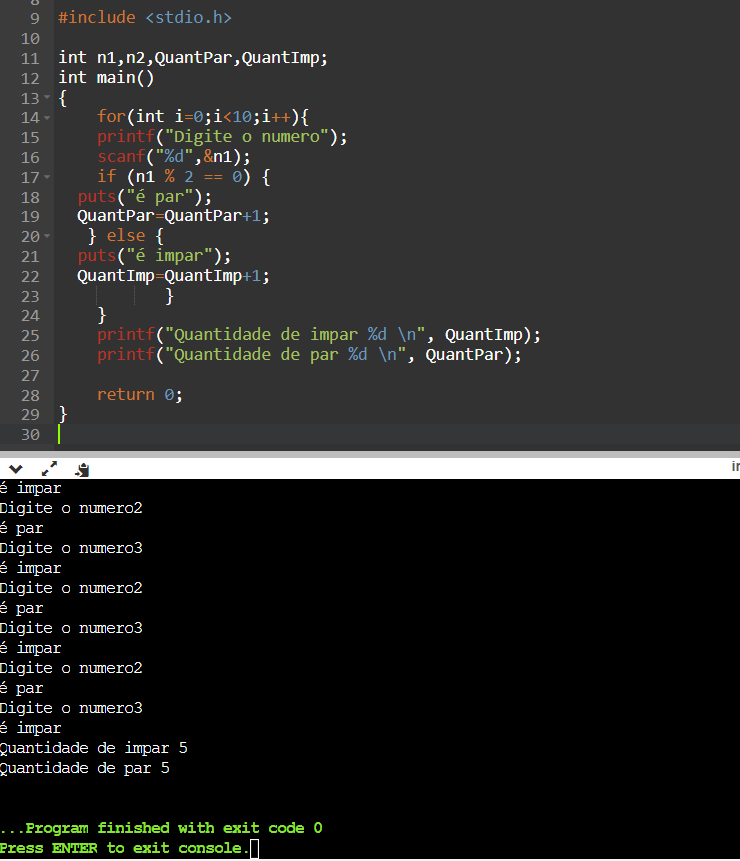 8
9 #include <stdio.h>
10
11 int n1,n2,QuantPar,QuantImp;
12 int main()
13 {
14 for(int i=0;i<10;i++){
15 printf("Digite o numero");
16 scanf("%d",&n1);
17 if (n1 % 2 == 0) {
18 puts("é par");
19 QuantPar=QuantPar+1;
20 } else {
21 puts("é impar");
22 QuantImp=QuantImp+1;
23 }
24 }
25 printf("Quantidade de impar %d \n", QuantImp);
26 printf("Quantidade de par %d \n", QuantPar);
27
28 return 0;
29 }
30
é impar
Digite o numero2
é par
Digite o numero3
é impar
Digite o numero2
é par
Digite o numero3
é impar
Digite o numero2
é par
Digite o numero3
é impar
Quantidade de impar 5
Quantidade de par 5
...Program finished with exit code 0
Press ENTER to exit console.